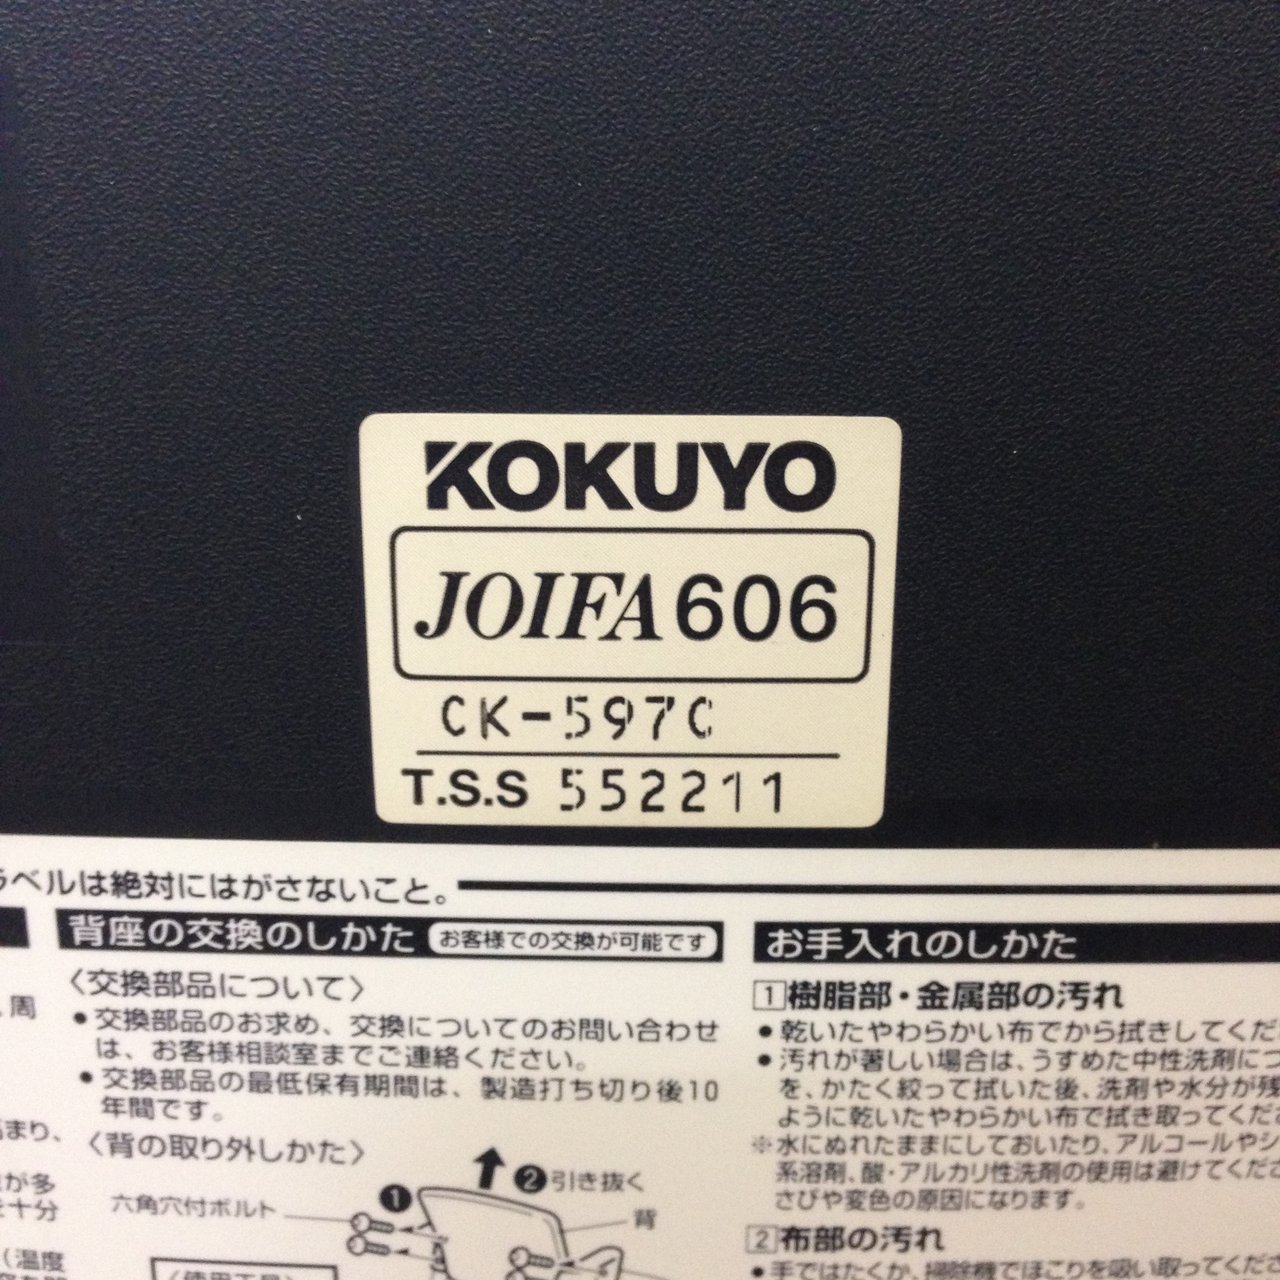 KOKUYO
JOIFA606
CK-597C
T.S.S 552211
ラベルは絶対にはがさないこと。
背座の交換のしかた お客様での交換が可能です
〈交換部品について〉
●交換部品のお求め、交換についてのお問い合わせ
は、お客様相談室までご連絡ください。
●交換部品の最低保有期間は、製造打ち切り後10
年間です。
〈背の取り外しかた〉
❶
❷引き抜く
六角穴付ボルト
背
〈使用工具〉
お手入れのしかた
1 樹脂部・金属部の汚れ
●乾いたやわらかい布でから拭きしてくだ
●汚れが著しい場合は、うすめた中性洗剤につ
を、かたく絞って拭いた後、洗剤や水分が残
ように乾いたやわらかい布で拭き取ってくだ
※水にぬれたままにしておいたり、アルコールやシ
系溶剤、酸・アルカリ性洗剤の使用は避けてくだ
さびや変色の原因になります。
2 布部の汚れ
●手ではたくか、掃除機でほこりを吸い取ってくだ
周
まり、
が多
十分
(温度